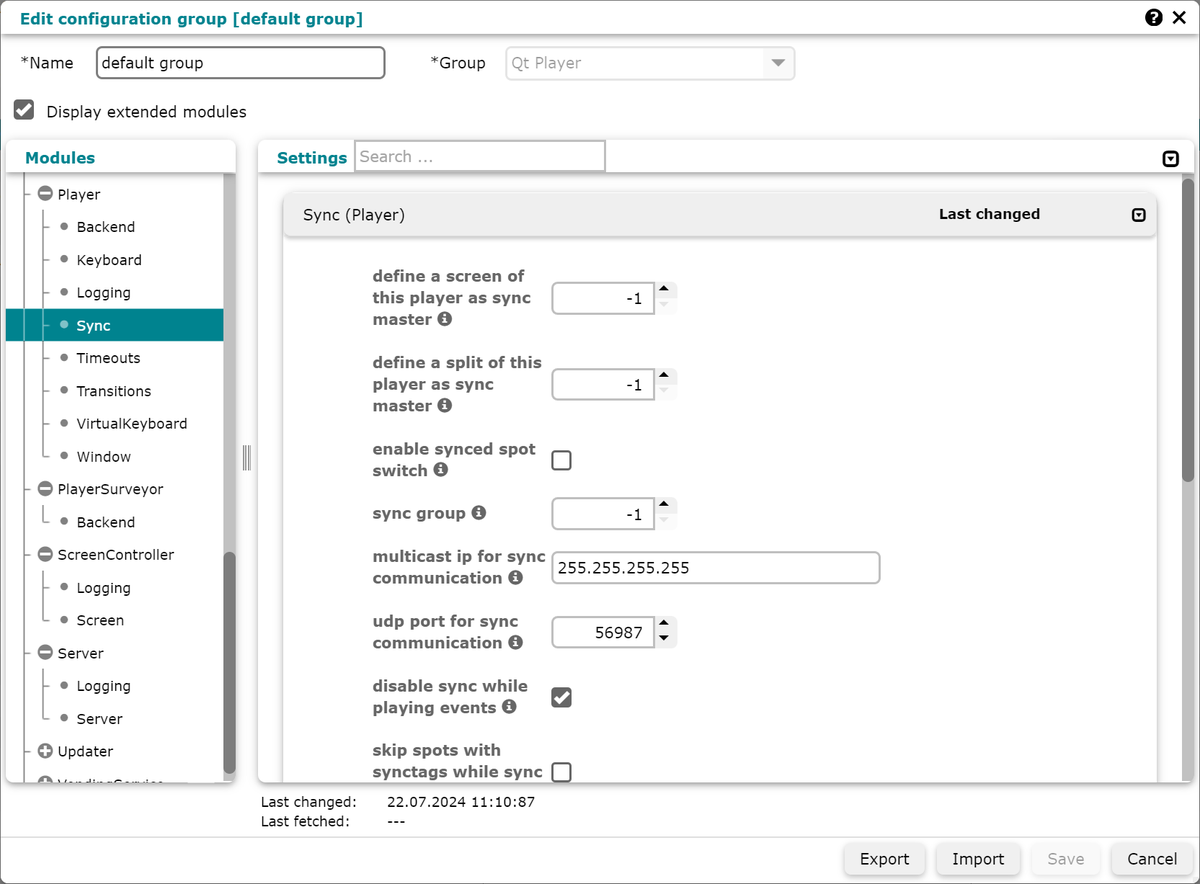 Edit configuration group [default group]
*Name
default group
*Group
Qt Player
Display extended modules
Modules
Player
Backend
Keyboard
Logging
Sync
Timeouts
Transitions
VirtualKeyboard
Window
PlayerSurveyor
Backend
ScreenController
Logging
Screen
Server
Logging
Server
Updater
VendingService
Settings
Search ...
Sync (Player)
Last changed
define a screen of
this player as sync
master
-1
define a split of this
player as sync
master
-1
enable synced spot
switch
sync group
-1
multicast ip for sync
communication
255.255.255.255
udp port for sync
communication
56987
disable sync while
playing events
skip spots with
synctags while sync
Last changed: 22.07.2024 11:10:87
Last fetched: ---
Export
Import
Save
Cancel